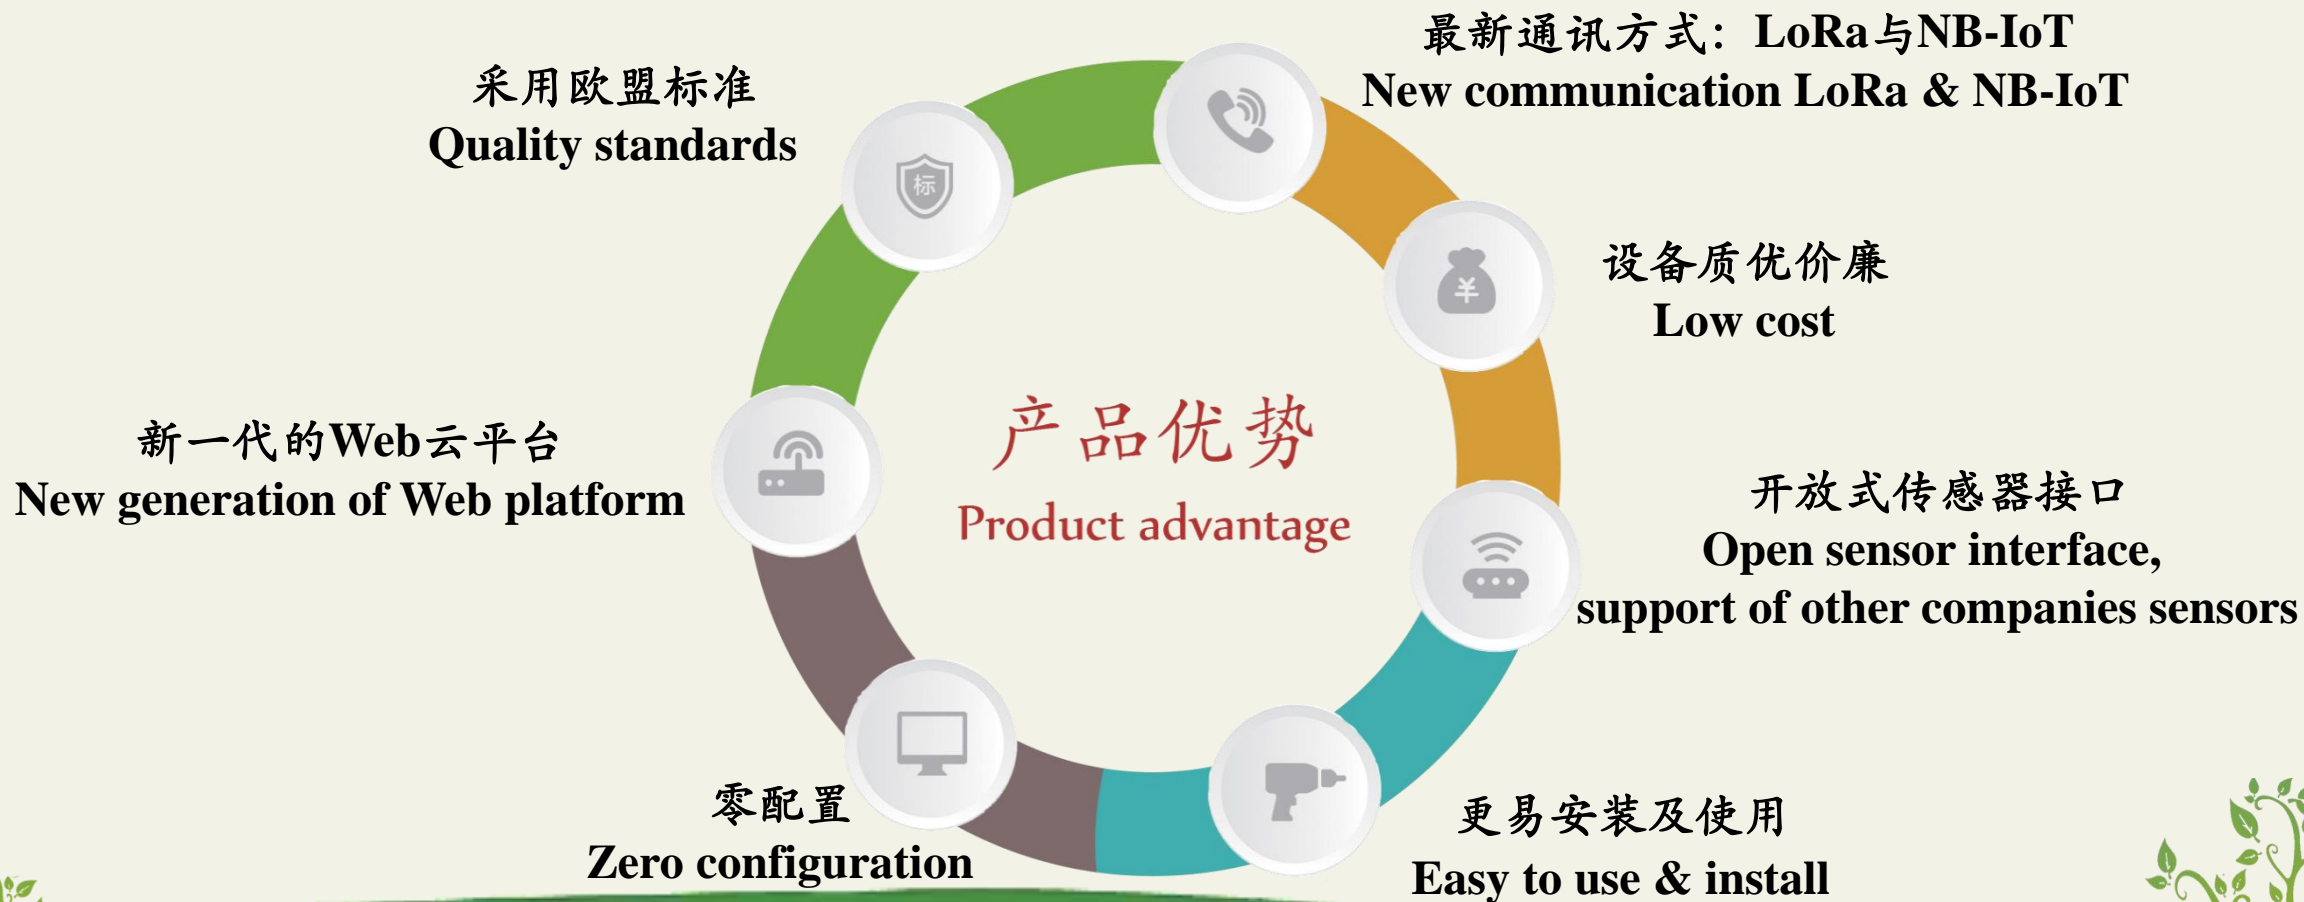 最新通讯方式：LoRa与NB-IoT
New communication LoRa & NB-IoT
采用欧盟标准
Quality standards
标
设备质优价廉
Low cost
¥
产品优势
Product advantage
新一代的Web云平台
New generation of Web platform
开放式传感器接口
Open sensor interface,
support of other companies sensors
零配置
Zero configuration
更易安装及使用
Easy to use & install